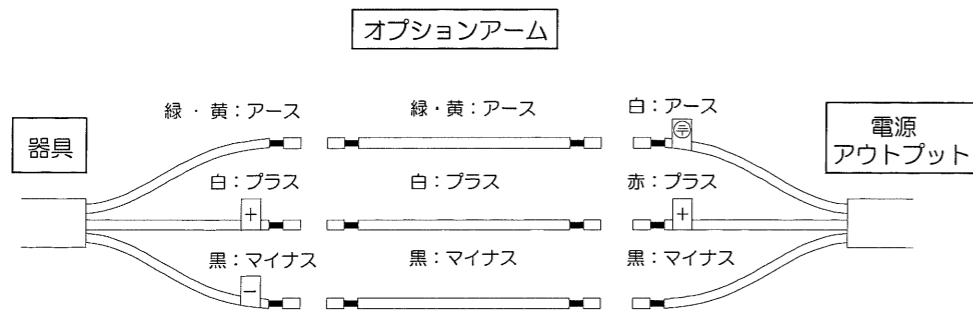 オプションアーム
緑・黄：アース
緑・黄：アース
白：アース
器具
電源
アウトプット
白：プラス
白：プラス
赤：プラス
+
+
黒：マイナス
黒：マイナス
黒：マイナス
−